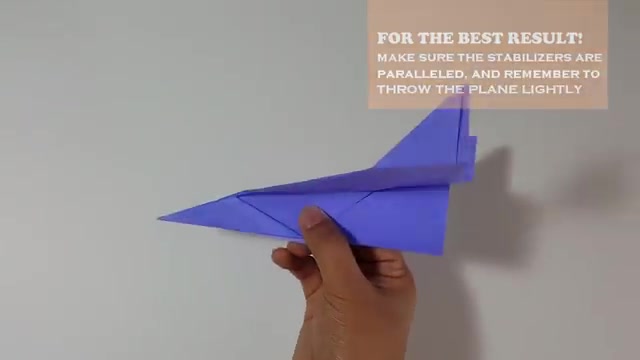 FOR THE BEST RESULT!
MAKE SURE THE STABILIZERS ARE
PARALLELED, AND REMEMBER TO
THROW THE PLANE LIGHTLY